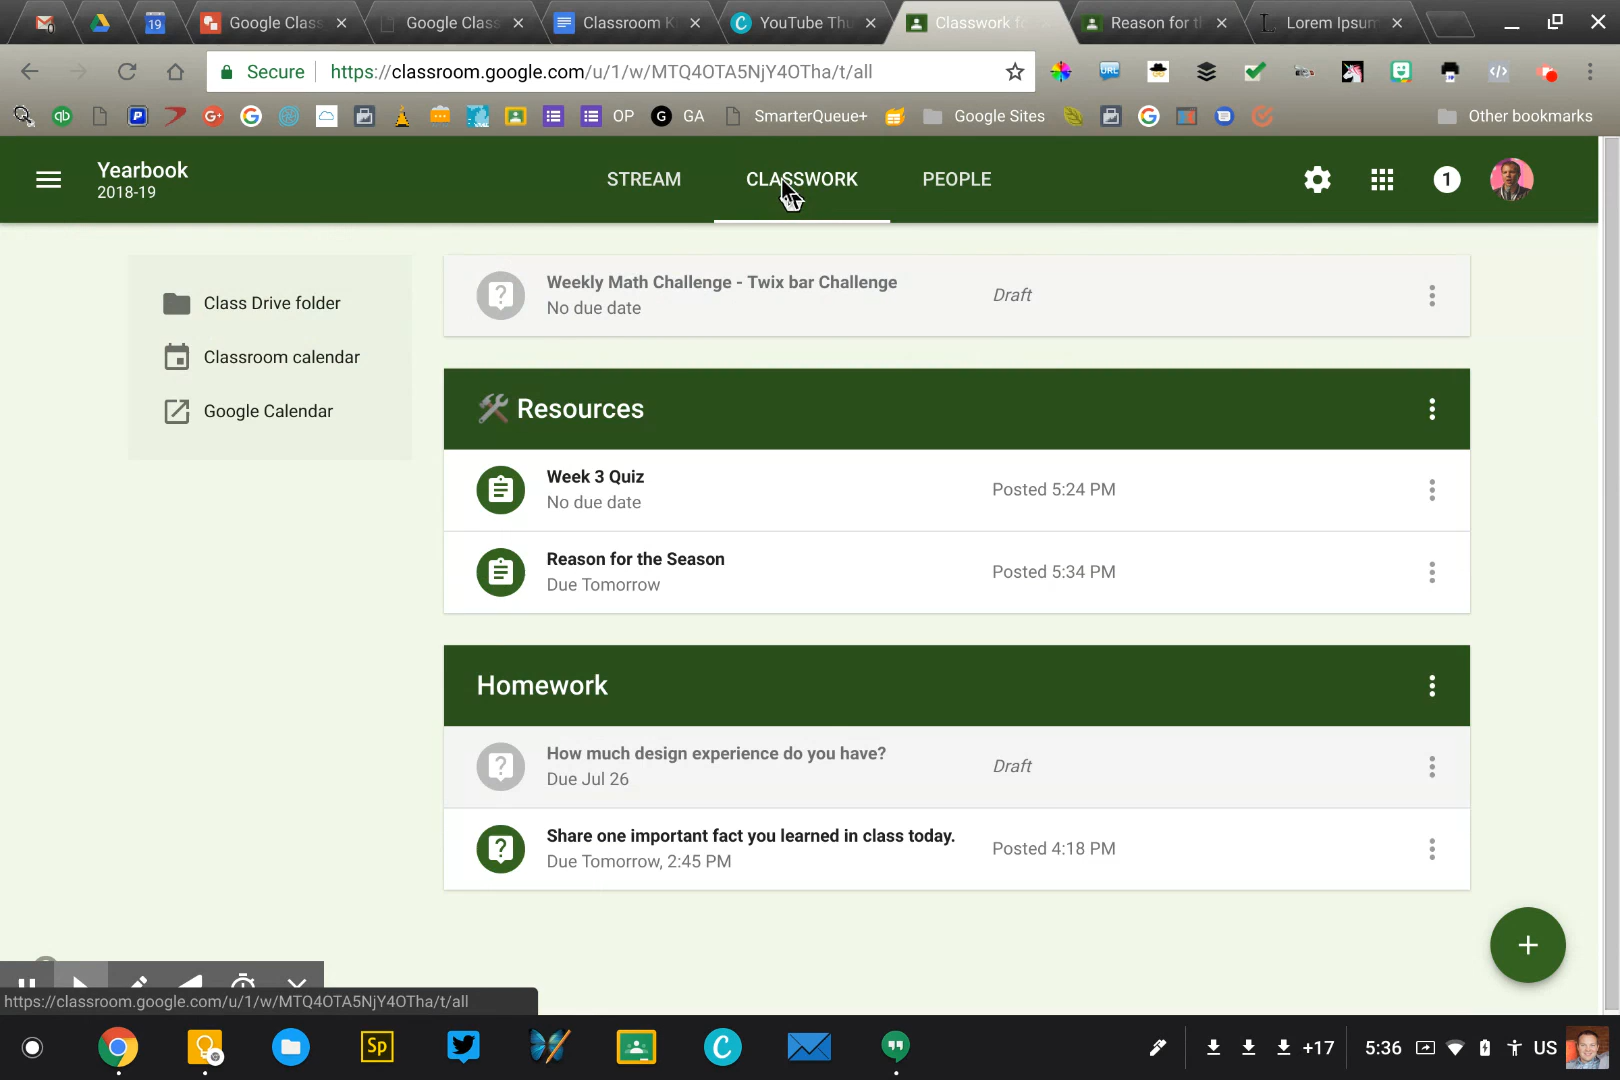 Google Clas
Google Class
Classroom K
YouTube Thu
Classwork fo
Reason for t
Lorem Ipsum
Secure
https://classroom.google.com/u/1/w/MTQ4OTA5NjY4OTha/t/all
OP
GA
SmarterQueue+
Google Sites
Other bookmarks
Yearbook
2018-19
STREAM
CLASSWORK
PEOPLE
1
Class Drive folder
Classroom calendar
Google Calendar
Weekly Math Challenge - Twix bar Challenge
No due date
Draft
Resources
Week 3 Quiz
No due date
Posted 5:24 PM
Reason for the Season
Due Tomorrow
Posted 5:34 PM
Homework
How much design experience do you have?
Due Jul 26
Draft
Share one important fact you learned in class today.
Due Tomorrow, 2:45 PM
Posted 4:18 PM
https://classroom.google.com/u/1/w/MTQ4OTA5NjY4OTha/t/all
Sp
+17
5:36
US